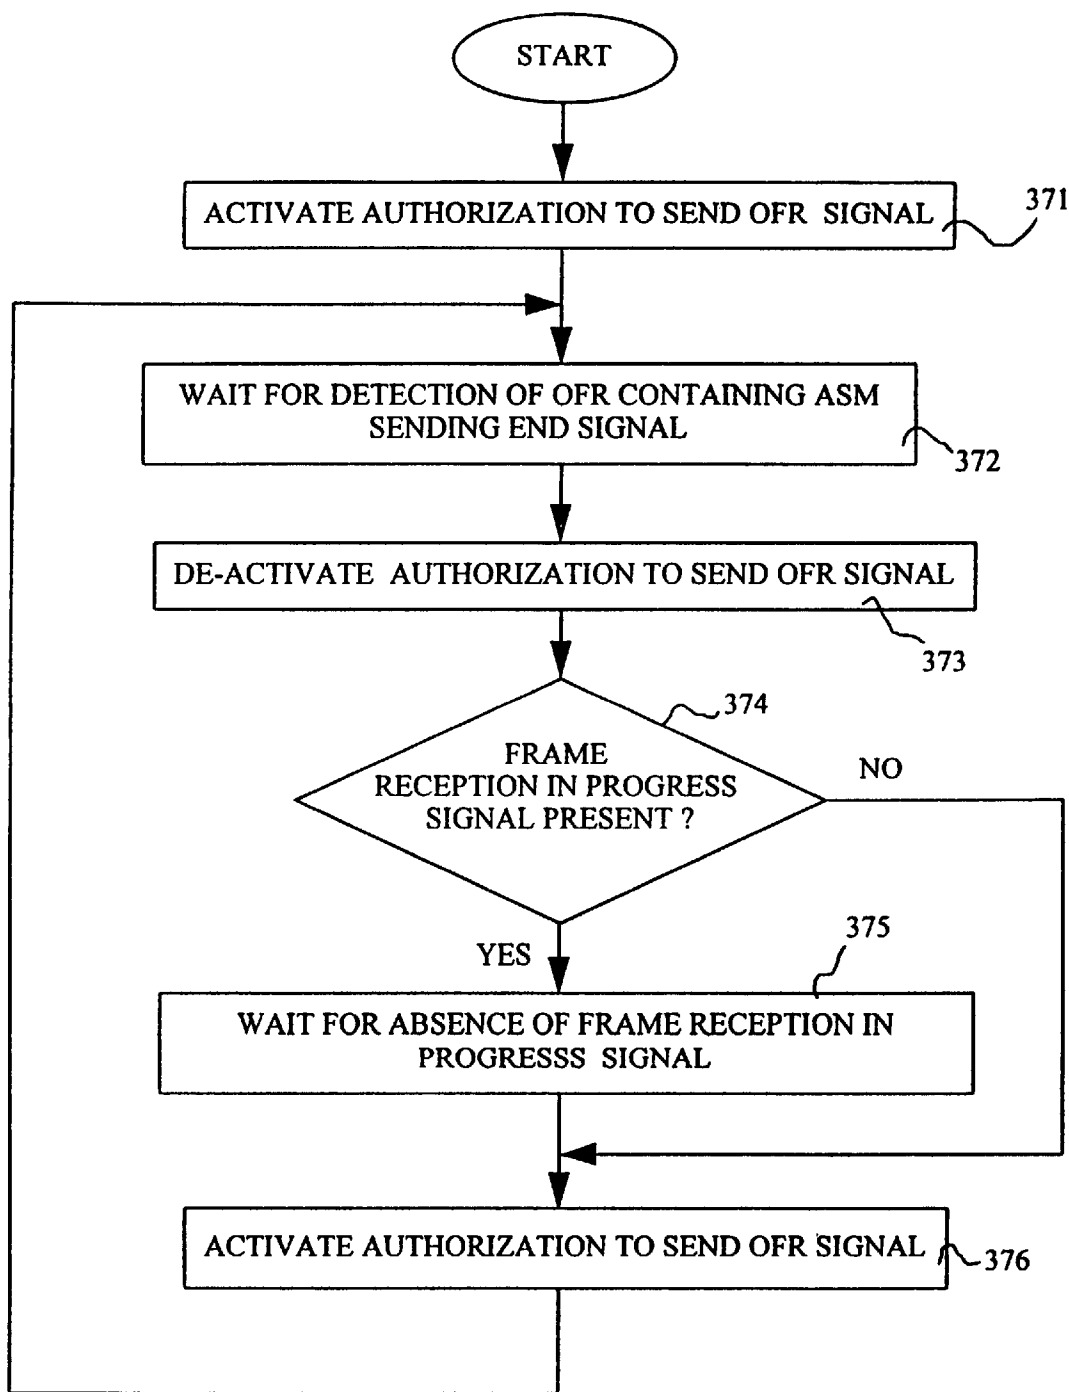 START
ACTIVATE AUTHORIZATION TO SEND OFR SIGNAL
371
WAIT FOR DETECTION OF OFR CONTAINING ASM
SENDING END SIGNAL
372
DE-ACTIVATE AUTHORIZATION TO SEND OFR SIGNAL
373
374
FRAME
RECEPTION IN PROGRESS
SIGNAL PRESENT ?
NO
YES
375
WAIT FOR ABSENCE OF FRAME RECEPTION IN
PROGRESSS SIGNAL
ACTIVATE AUTHORIZATION TO SEND OFR SIGNAL
376